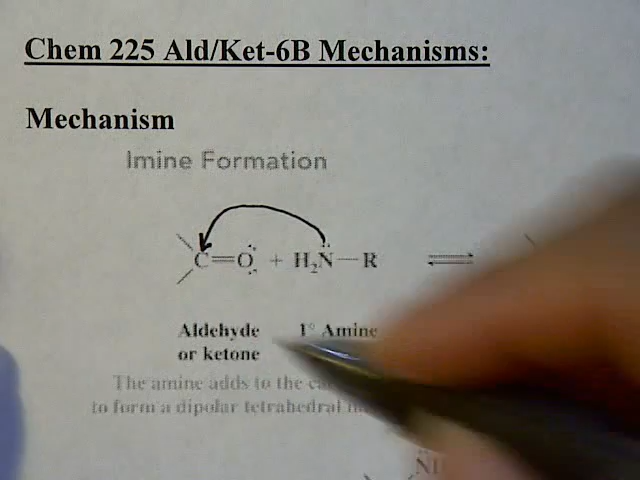 Chem 225 Ald/Ket-6B Mechanisms:
Mechanism
Imine Formation
C=O + H₂N—R ⇌
Aldehyde 1° Amine
or ketone
The amine adds to the
to form a dipolar tetrahedral